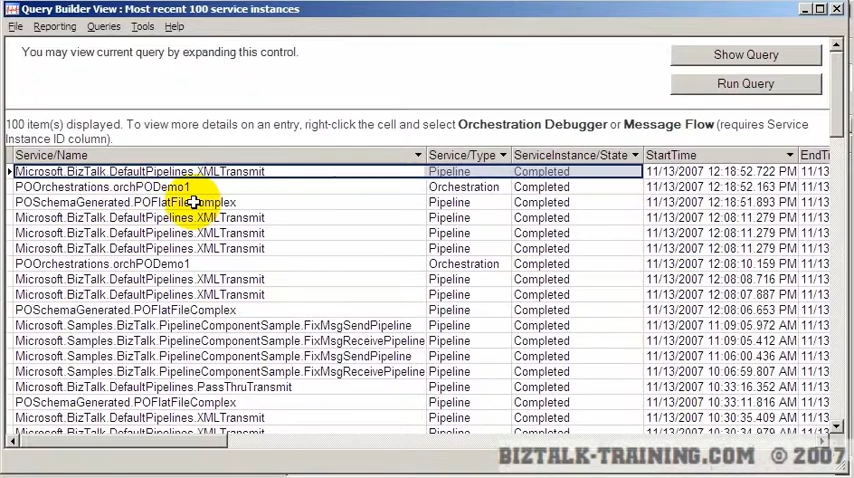 Query Builder View : Most recent 100 service instances
File Reporting Queries Tools Help
You may view current query by expanding this control.
Show Query
Run Query
100 item(s) displayed. To view more details on an entry, right-click the cell and select Orchestration Debugger or Message Flow (requires Service
Instance ID column).
Service/Name Service/Type ServiceInstance/State StartTime EndTi
Microsoft.BizTalk.DefaultPipelines.XMLTransmit Pipeline Completed 11/13/2007 12:18:52.722 PM 11/13
POOrchestrations.orchPODemo1 Orchestration Completed 11/13/2007 12:18:52.163 PM 11/13
POSchemaGenerated.POFlatFileComplex Pipeline Completed 11/13/2007 12:18:51.893 PM 11/13
Microsoft.BizTalk.DefaultPipelines.XMLTransmit Pipeline Completed 11/13/2007 12:08:11.279 PM 11/13
Microsoft.BizTalk.DefaultPipelines.XMLTransmit Pipeline Completed 11/13/2007 12:08:11.279 PM 11/13
Microsoft.BizTalk.DefaultPipelines.XMLTransmit Pipeline Completed 11/13/2007 12:08:11.279 PM 11/13
POOrchestrations.orchPODemo1 Orchestration Completed 11/13/2007 12:08:10.159 PM 11/13
Microsoft.BizTalk.DefaultPipelines.XMLTransmit Pipeline Completed 11/13/2007 12:08:08.716 PM 11/13
Microsoft.BizTalk.DefaultPipelines.XMLTransmit Pipeline Completed 11/13/2007 12:08:07.887 PM 11/13
POSchemaGenerated.POFlatFileComplex Pipeline Completed 11/13/2007 12:08:06.653 PM 11/13
Microsoft.Samples.BizTalk.PipelineComponentSample.FixMsgSendPipeline Pipeline Completed 11/13/2007 11:09:05.972 AM 11/13
Microsoft.Samples.BizTalk.PipelineComponentSample.FixMsgReceivePipeline Pipeline Completed 11/13/2007 11:09:05.412 AM 11/13
Microsoft.Samples.BizTalk.PipelineComponentSample.FixMsgSendPipeline Pipeline Completed 11/13/2007 11:06:00.436 AM 11/13
Microsoft.Samples.BizTalk.PipelineComponentSample.FixMsgReceivePipeline Pipeline Completed 11/13/2007 10:06:59.807 AM 11/13
Microsoft.BizTalk.DefaultPipelines.PassThruTransmit Pipeline Completed 11/13/2007 10:33:16.352 AM 11/13
POSchemaGenerated.POFlatFileComplex Pipeline Completed 11/13/2007 10:33:11.816 AM 11/13
Microsoft.BizTalk.DefaultPipelines.XMLTransmit Pipeline Completed 11/13/2007 10:30:35.409 AM 11/13
Microsoft.BizTalk.DefaultPipelines.XMLTransmit Pipeline Completed 11/13/2007 10:30:34.979 AM 11/13
BIZTALK-TRAINING.COM © 2007